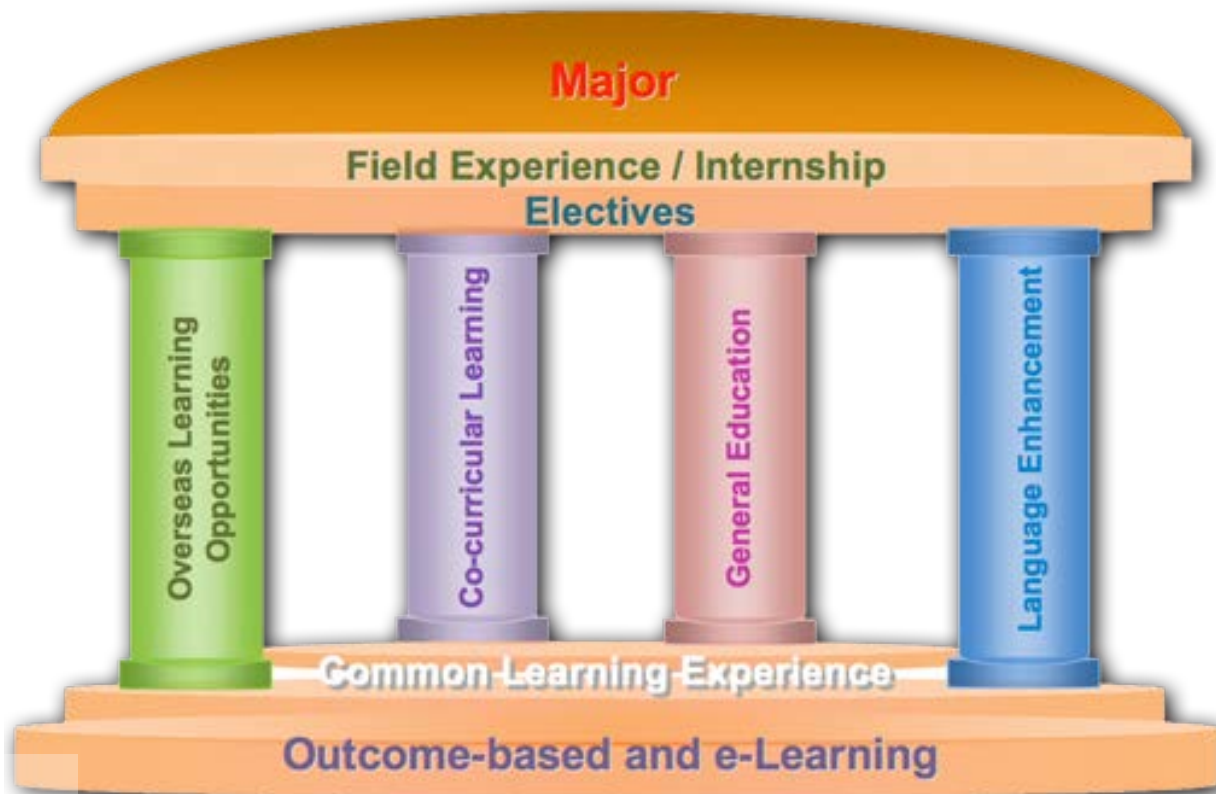 Major
Field Experience / Internship
Electives
Overseas Learning
Opportunities
Co-curricular Learning
General Education
Language Enhancement
Common Learning Experience
Outcome-based and e-Learning